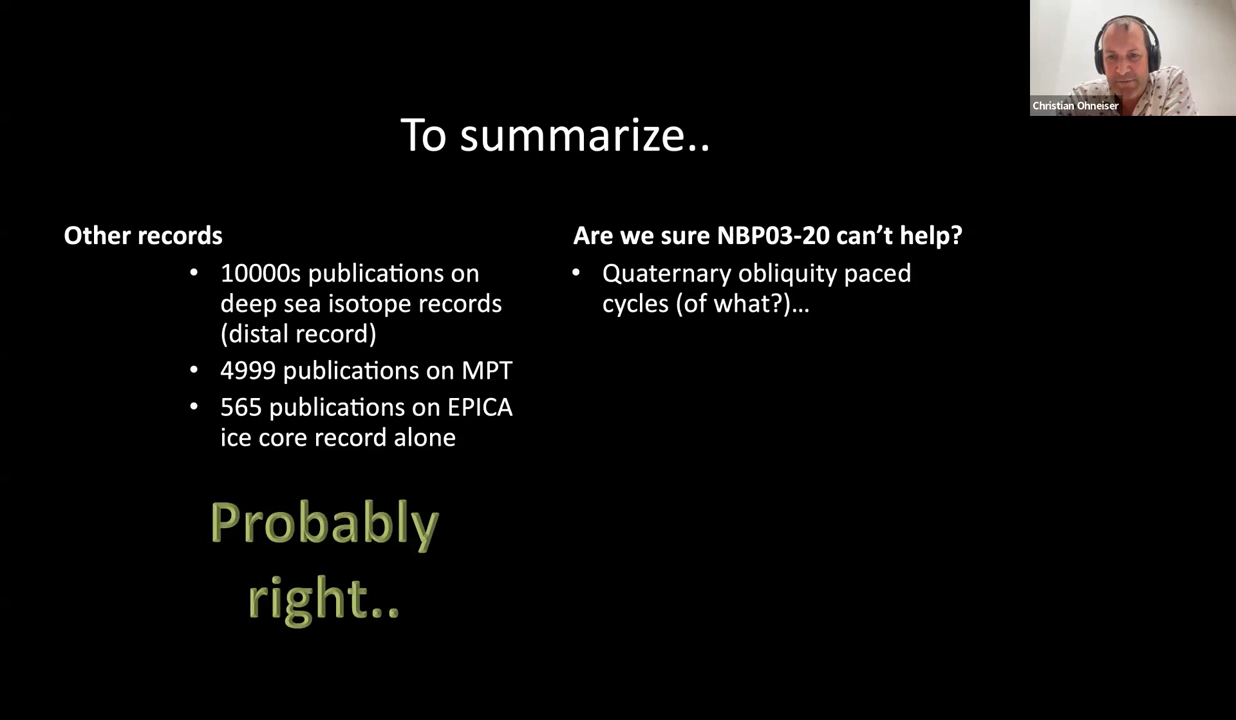 Christian Ohneiser
To summarize..
Other records
• 10000s publications on
deep sea isotope records
(distal record)
• 4999 publications on MPT
• 565 publications on EPICA
ice core record alone
Probably
right..
Are we sure NBP03-20 can’t help?
• Quaternary obliquity paced
cycles (of what?)…